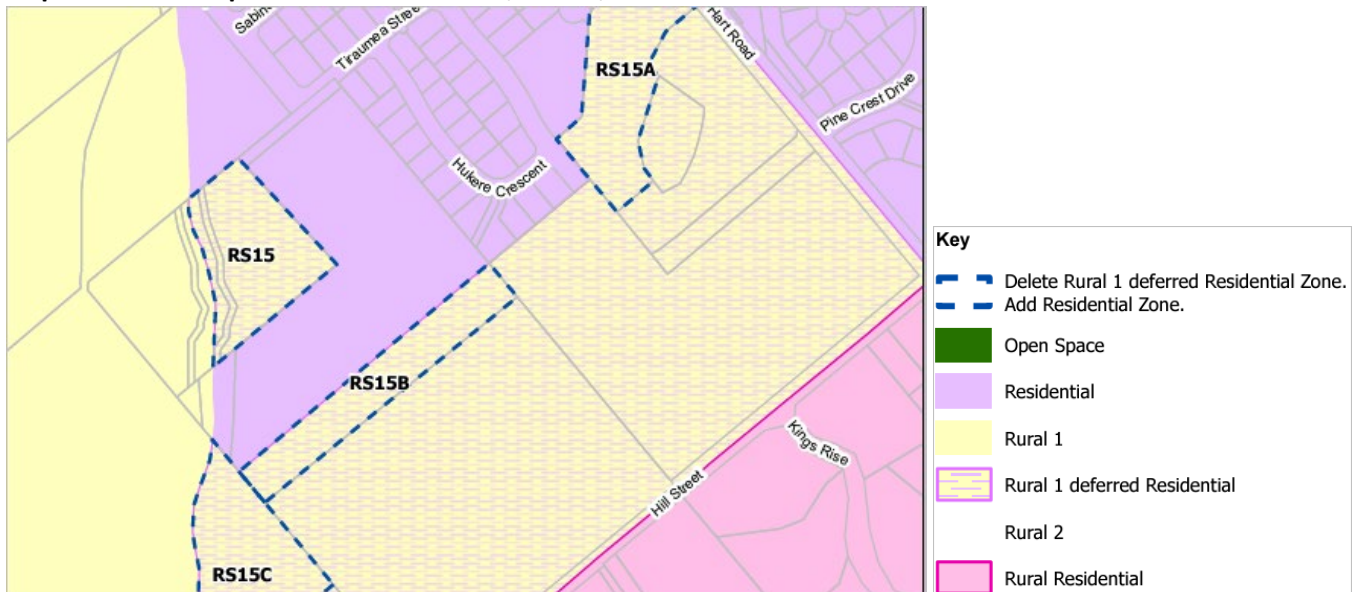 Sabine
Tiraumea Street
RS15A
Hart Road
Pine Crest Drive
Hukere Crescent
RS15
RS15B
Kings Rise
Hill Street
RS15C
Key
Delete Rural 1 deferred Residential Zone.
Add Residential Zone.
Open Space
Residential
Rural 1
Rural 1 deferred Residential
Rural 2
Rural Residential